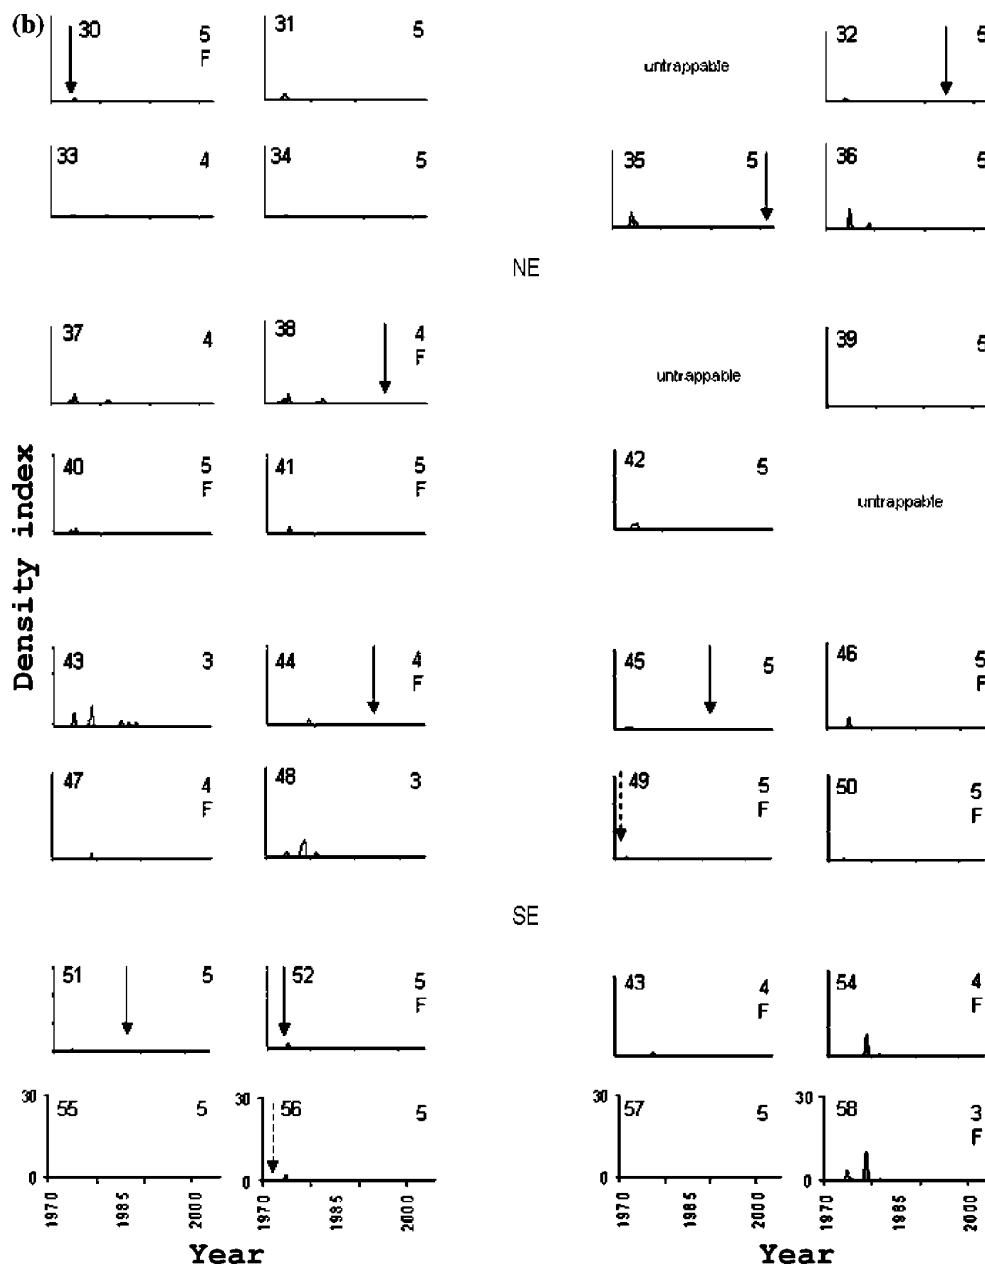 (b)
30 5 31 5 32 5
F
untrappable
33 4 34 5 35 5 36 5
NE
37 4 38 4 39 5
F
untrappable
40 5 41 5 42 5
F F
untrappable
43 3 44 4 45 5 46 5
F F
47 4 48 3 49 5 50 5
F F F
SE
51 5 52 5 43 4 54 4
F F F
30 55 5 30 56 5 57 5 30 58 3
F
0 0 0
1970 1985 2000 1970 1985 2000 1970 1985 2000 1970 1985 2000
Year Year
Density index